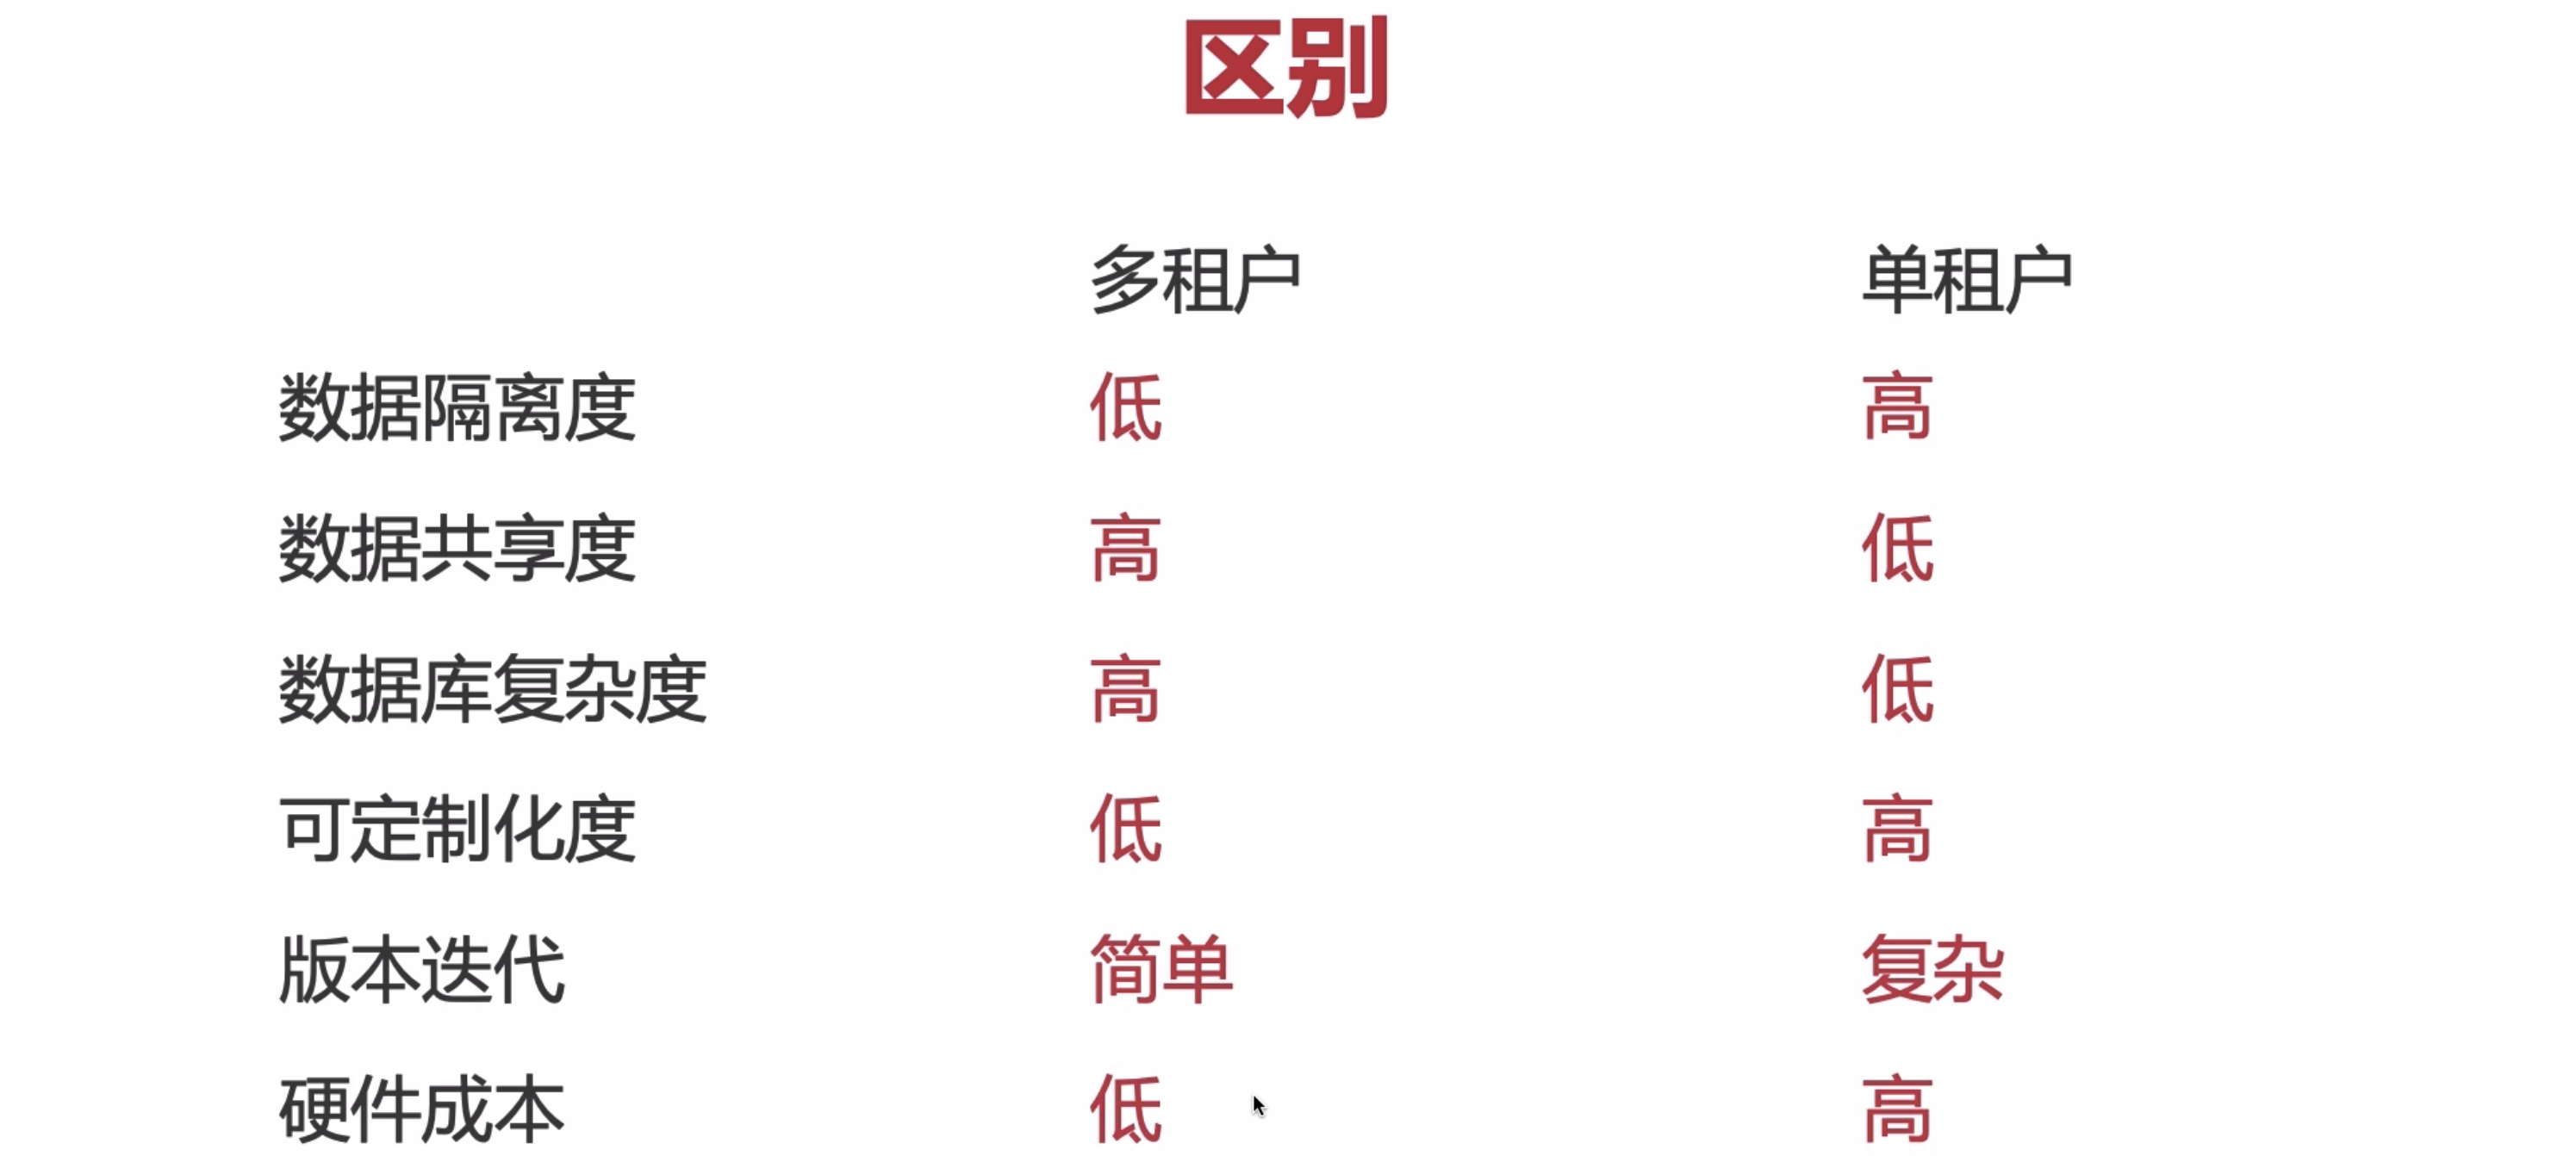 区别
多租户 单租户
数据隔离度 低 高
数据共享度 高 低
数据库复杂度 高 低
可定制化度 低 高
版本迭代 简单 复杂
硬件成本 低 高